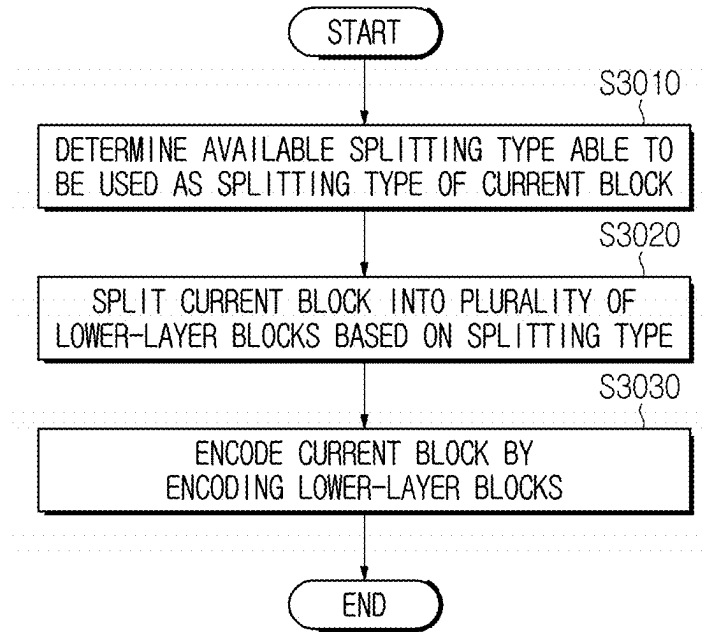 START
S3010
DETERMINE AVAILABLE SPLITTING TYPE ABLE TO
BE USED AS SPLITTING TYPE OF CURRENT BLOCK
S3020
SPLIT CURRENT BLOCK INTO PLURALITY OF
LOWER-LAYER BLOCKS BASED ON SPLITTING TYPE
S3030
ENCODE CURRENT BLOCK BY
ENCODING LOWER-LAYER BLOCKS
END